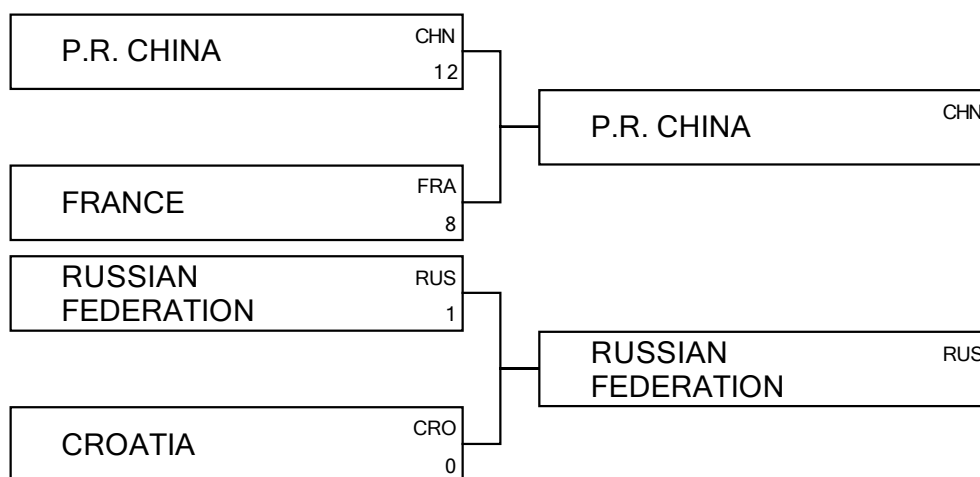 P.R. CHINA CHN
12
FRANCE FRA
8
RUSSIAN RUS
FEDERATION 1
CROATIA CRO
0
P.R. CHINA CHN
RUSSIAN RUS
FEDERATION